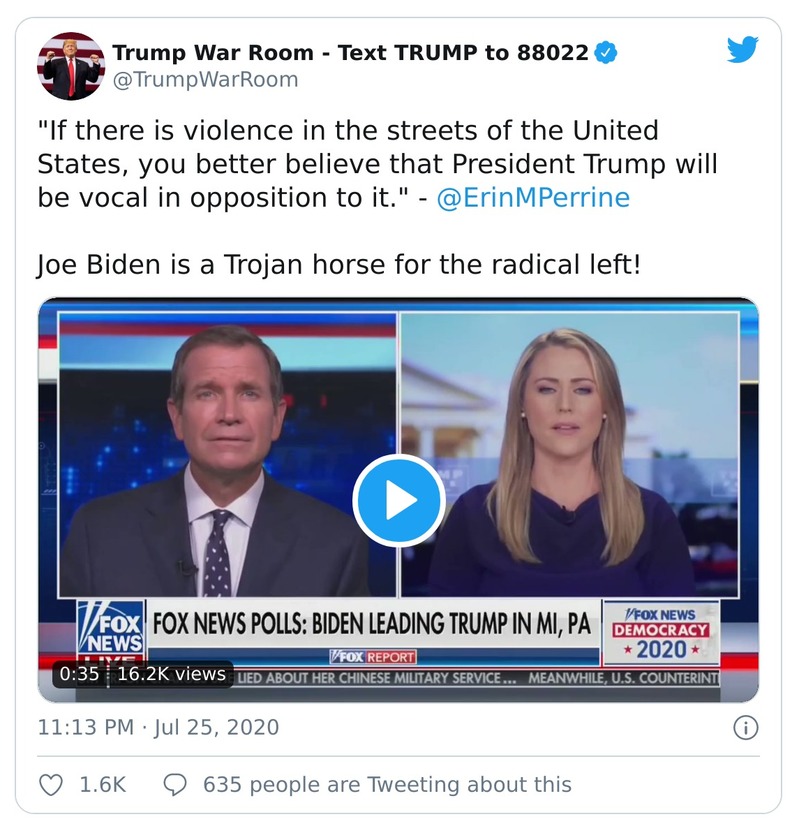 Trump War Room - Text TRUMP to 88022
@TrumpWarRoom
"If there is violence in the streets of the United
States, you better believe that President Trump will
be vocal in opposition to it." - @ErinMPerrine
Joe Biden is a Trojan horse for the radical left!
FOX
NEWS
LIVE
FOX NEWS POLLS: BIDEN LEADING TRUMP IN MI, PA
FOX NEWS
DEMOCRACY
2020
FOX REPORT
0:35
16.2K views
LIED ABOUT HER CHINESE MILITARY SERVICE... MEANWHILE, U.S. COUNTERINT
11:13 PM · Jul 25, 2020
1.6K
635 people are Tweeting about this